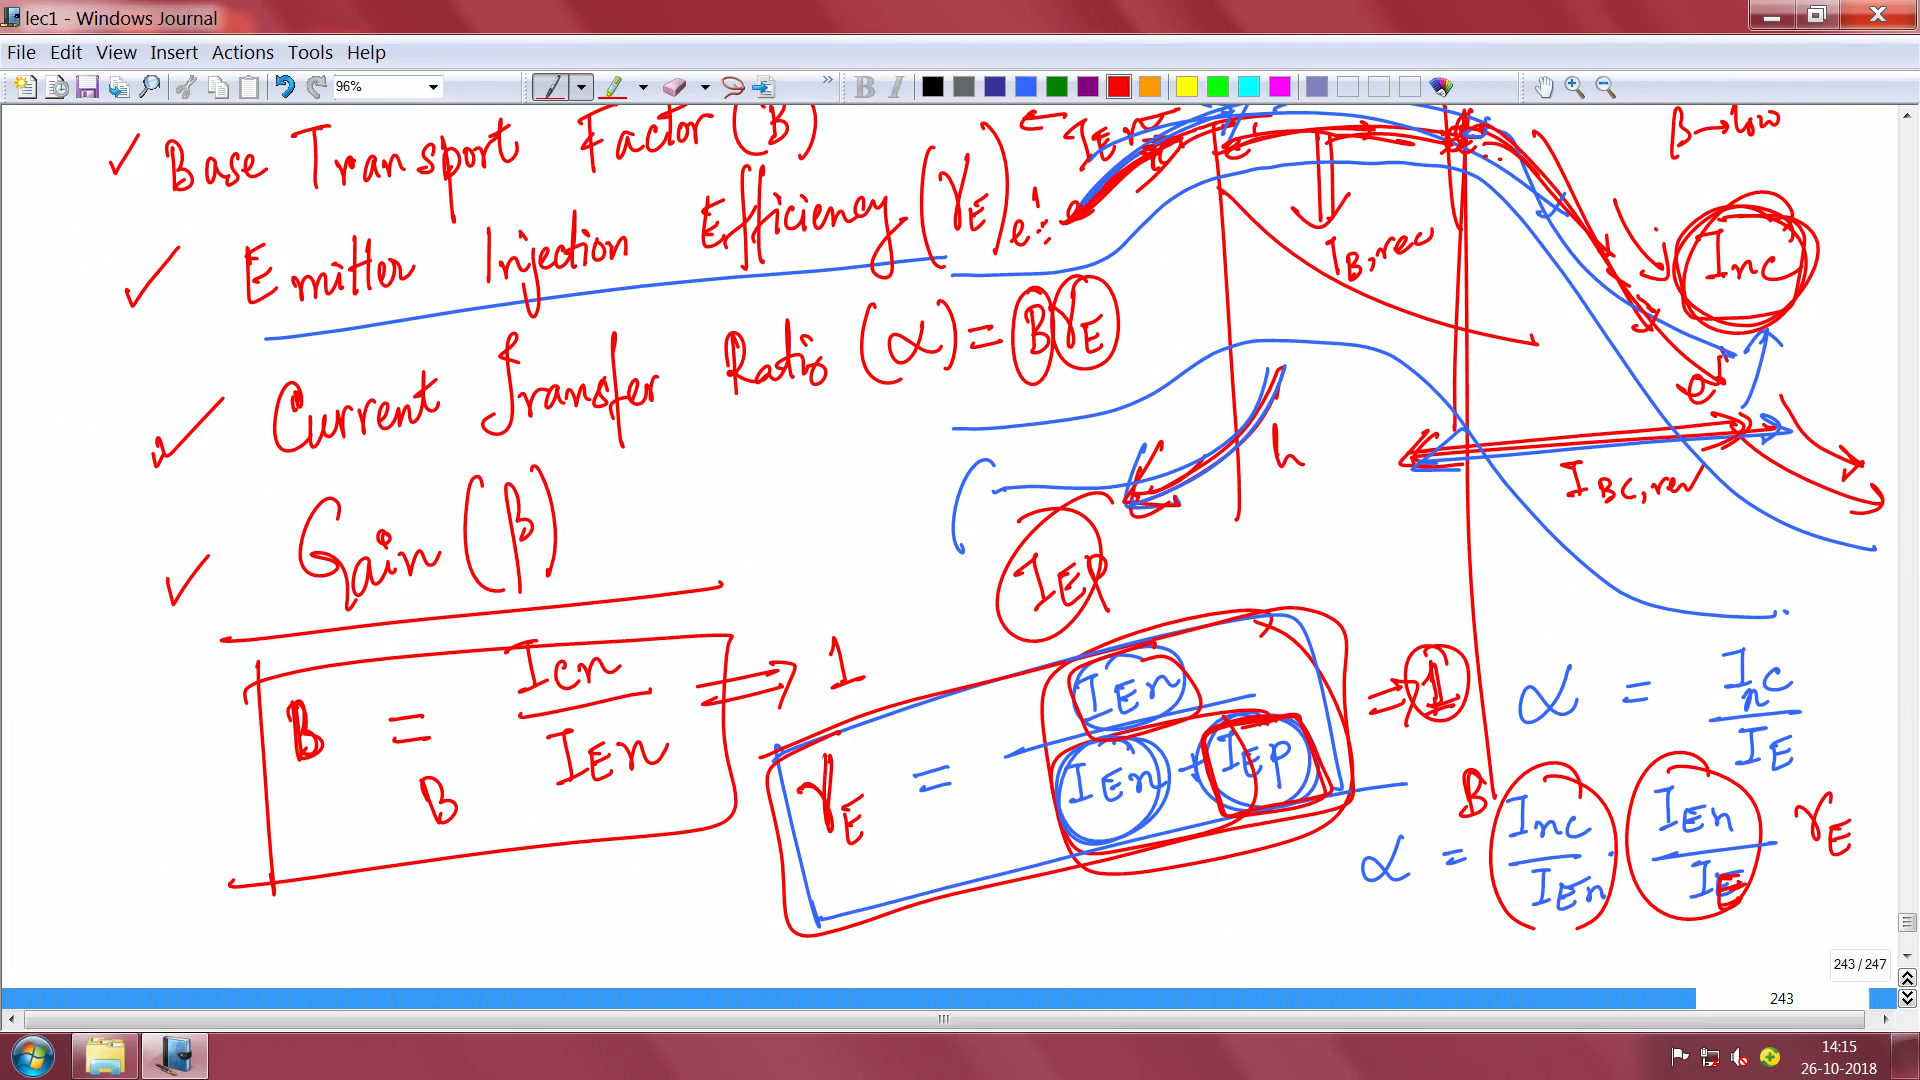 lec1 - Windows Journal
File Edit View Insert Actions Tools Help
96%
Base Transport Factor (B)
Emitter Injection Efficiency (γE)
Current Transfer Ratio (α) = B γE
Gain (β)
B = Icn / IEn ⇒ 1
B
IEn
e
β → low
IB,rec
Inc
h
IBC,rev
IEP
γE = IEn / IEn + IEP ⇒ 1
α = Inc / IE
α = B Inc / IEn IEn / IE γE
243 / 247
243
14:15
26-10-2018